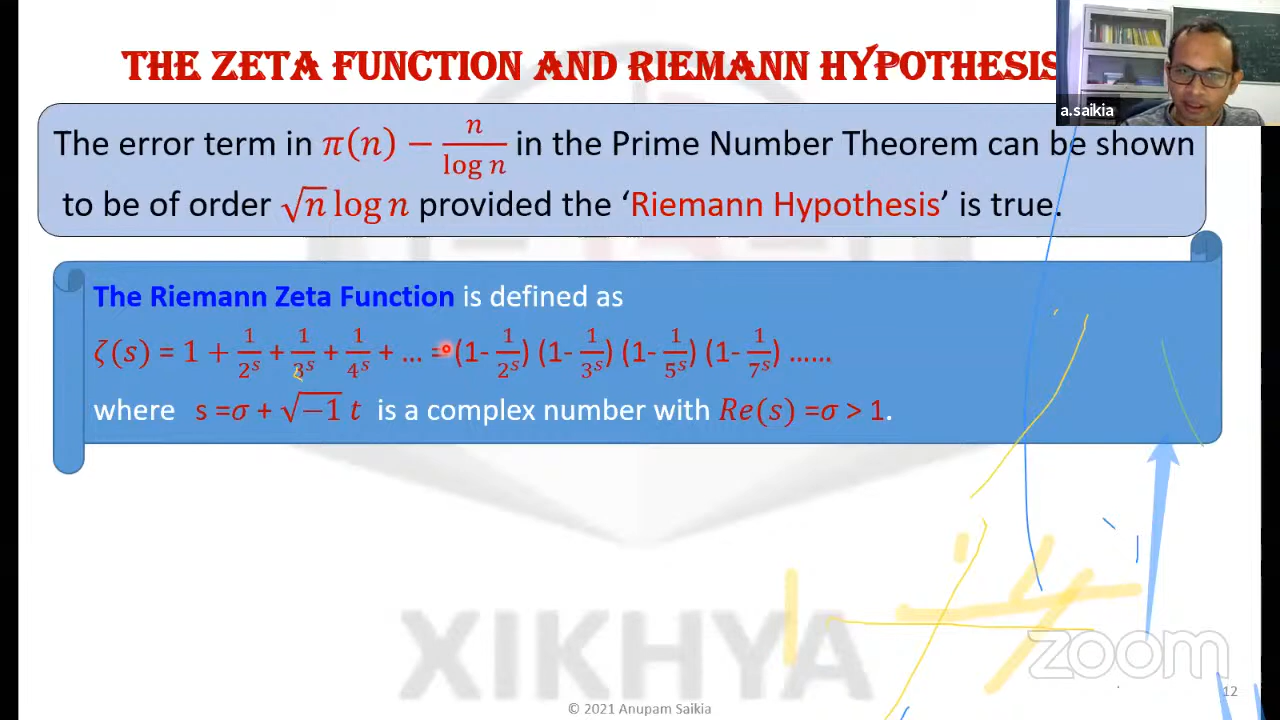 THE ZETA FUNCTION AND RIEMANN HYPOTHESIS
a.saikia
The error term in π(n) − n/log n in the Prime Number Theorem can be shown
to be of order √n log n provided the ‘Riemann Hypothesis’ is true.
The Riemann Zeta Function is defined as
ζ(s) = 1 + 1/2^s + 1/3^s + 1/4^s + ... = (1- 1/2^s) (1- 1/3^s) (1- 1/5^s) (1- 1/7^s) ......
where s =σ + √−1 t is a complex number with Re(s) =σ > 1.
XIKHYA
zoom
12
© 2021 Anupam Saikia